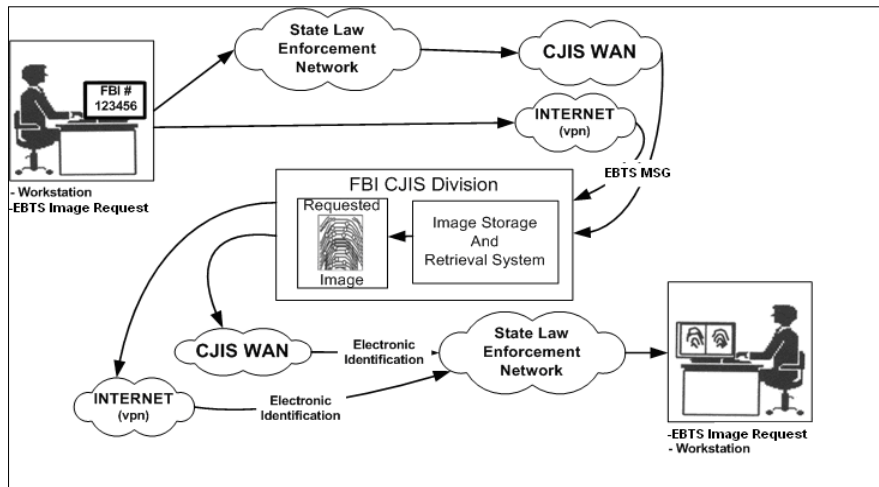 State Law
Enforcement
Network
CJIS WAN
FBI #
123456
INTERNET
(vpn)
EBTS MSG
- Workstation
-EBTS Image Request
FBI CJIS Division
Requested
Image
Image Storage
And
Retrieval System
CJIS WAN
Electronic
Identification
State Law
Enforcement
Network
INTERNET
(vpn)
Electronic
Identification
-EBTS Image Request
- Workstation